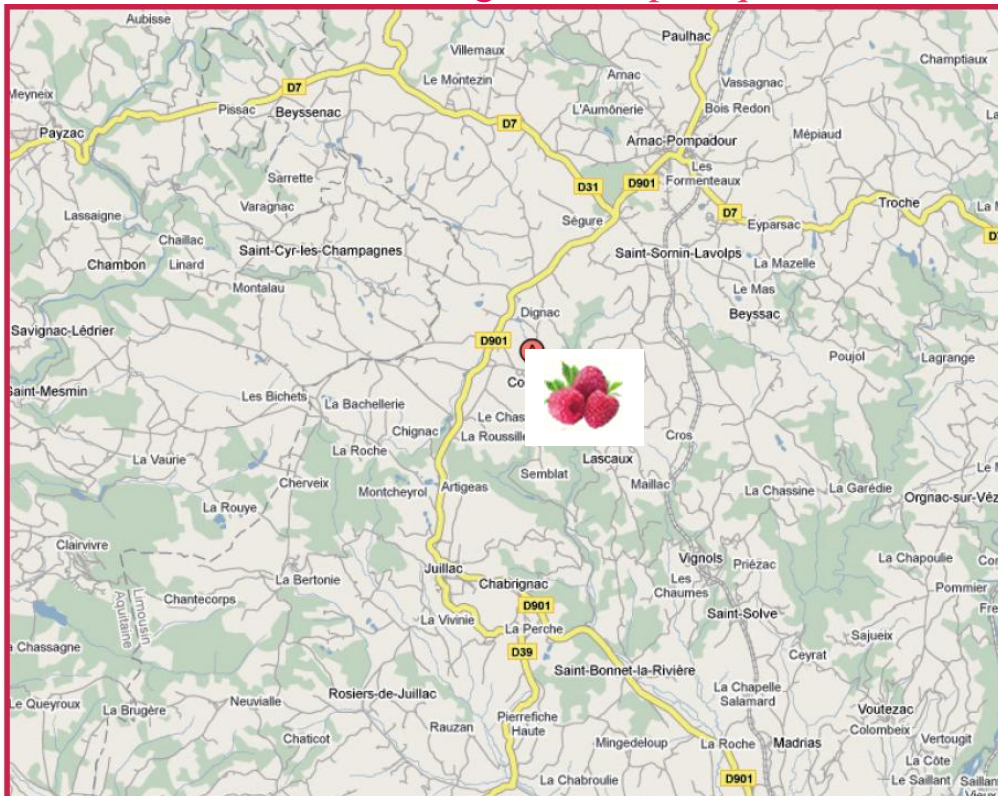 Aubisse
Villemaux
Paulhac
Champtiaux
Le Montezin
Arnac
Vassagnac
D7
Meyneix
Pissac
Beyssenac
L'Aumônerie
Bois Redon
Payzac
D7
Arnac-Pompadour
Mépiaud
Les
Formenteaux
Sarrette
D31
D901
Varagnac
Lassaigne
Ségure
D7
Troche
Eyparsac
Chaillac
Saint-Cyr-les-Champagnes
Saint-Sornin-Lavolps
Chambon
Linard
La Mazelle
Montalau
Le Mas
Dignac
Beyssac
Savignac-Lédrier
D901
Poujol
Lagrange
Saint-Mesmin
Les Bichets
La Bachellerie
Chignac
La Roche
Cros
La Vaurie
Lascaux
Semblat
Cherveix
Montcheyrol
Artigeas
Maillac
La Chassine
La Garédie
La Rouye
Clairvivre
Vignols
La Chapoulie
Juillac
Priézac
La Bertonie
Chabrignac
Les
Chaumes
Pommier
Chantecorps
Limousin
Aquitaine
D901
Saint-Solve
La Vivinie
La Perche
Sajueix
D39
Ceyrat
Saint-Bonnet-la-Rivière
Le Queyroux
Rosiers-de-Juillac
La Chapelle
Salamard
La Brugère
Neuvialle
Voutezac
Colombeix
Rauzan
Pierrefiche
Haute
Chaticot
Mingedeloup
La Roche
Madrias
Vertougit
La Côte
La Chabroulie
D901
Le Saillant